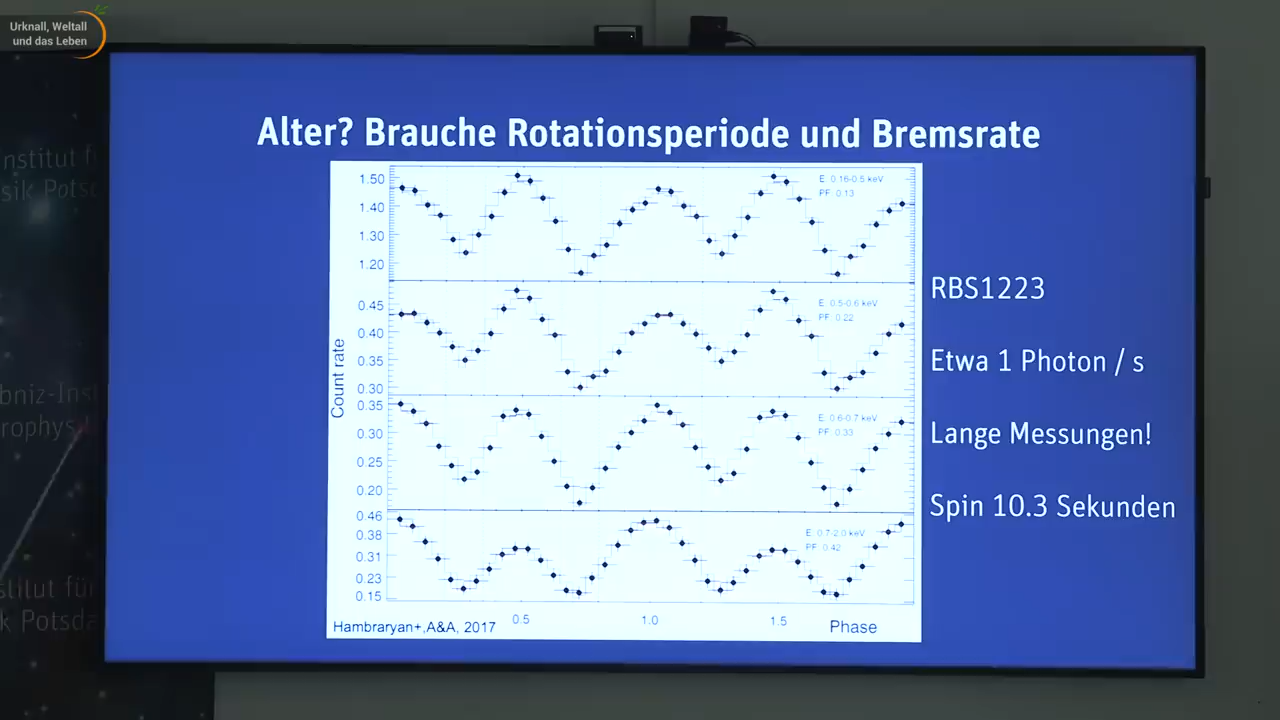 Urknall, Weltall
und das Leben
nstitut f
sik Potsd
bniz-Inst
rophys
stitut für
k Potsda
Alter? Brauche Rotationsperiode und Bremsrate
1.50
1.40
1.30
1.20
E: 0.16-0.5 keV
PF: 0.13
0.45
0.40
0.35
0.30
E: 0.5-0.6 keV
PF: 0.22
0.35
0.30
0.25
0.20
E: 0.6-0.7 keV
PF: 0.33
0.46
0.38
0.31
0.23
0.15
E: 0.7-2.0 keV
PF: 0.42
Count rate
0.5
1.0
1.5
Phase
Hambraryan+,A&A, 2017
RBS1223
Etwa 1 Photon / s
Lange Messungen!
Spin 10.3 Sekunden